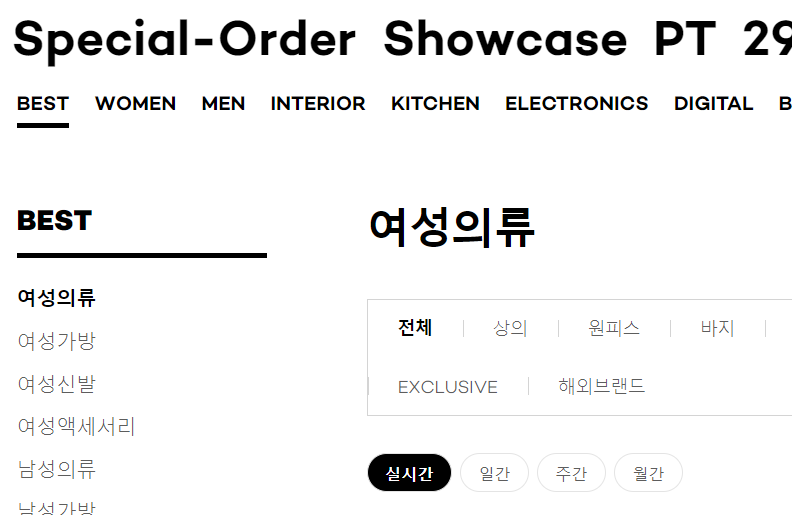 Special-Order Showcase PT 29
BEST WOMEN MEN INTERIOR KITCHEN ELECTRONICS DIGITAL B
BEST
여성의류
여성의류
전체 상의 원피스 바지
여성가방
여성신발
EXCLUSIVE 해외브랜드
여성액세서리
남성의류
실시간 일간 주간 월간
남성가방